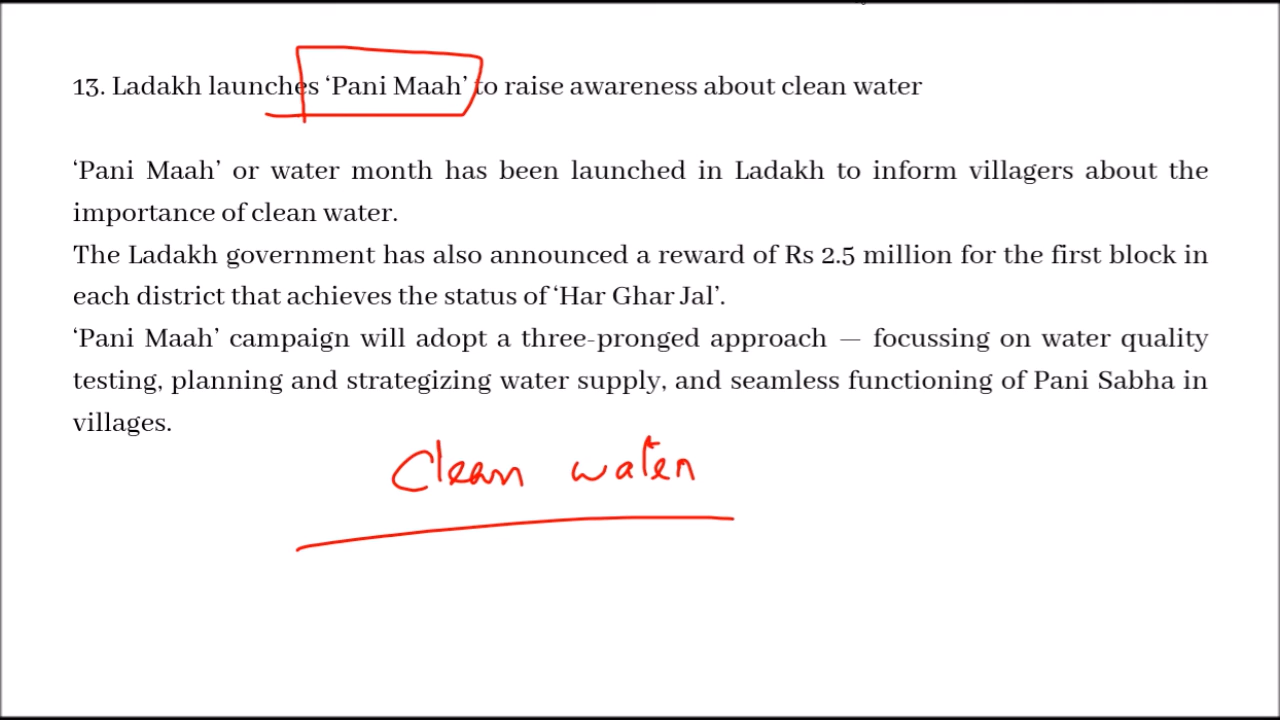 13. Ladakh launches ‘Pani Maah’ to raise awareness about clean water
‘Pani Maah’ or water month has been launched in Ladakh to inform villagers about the
importance of clean water.
The Ladakh government has also announced a reward of Rs 2.5 million for the first block in
each district that achieves the status of ‘Har Ghar Jal’.
‘Pani Maah’ campaign will adopt a three-pronged approach — focussing on water quality
testing, planning and strategizing water supply, and seamless functioning of Pani Sabha in
villages.
Clean water